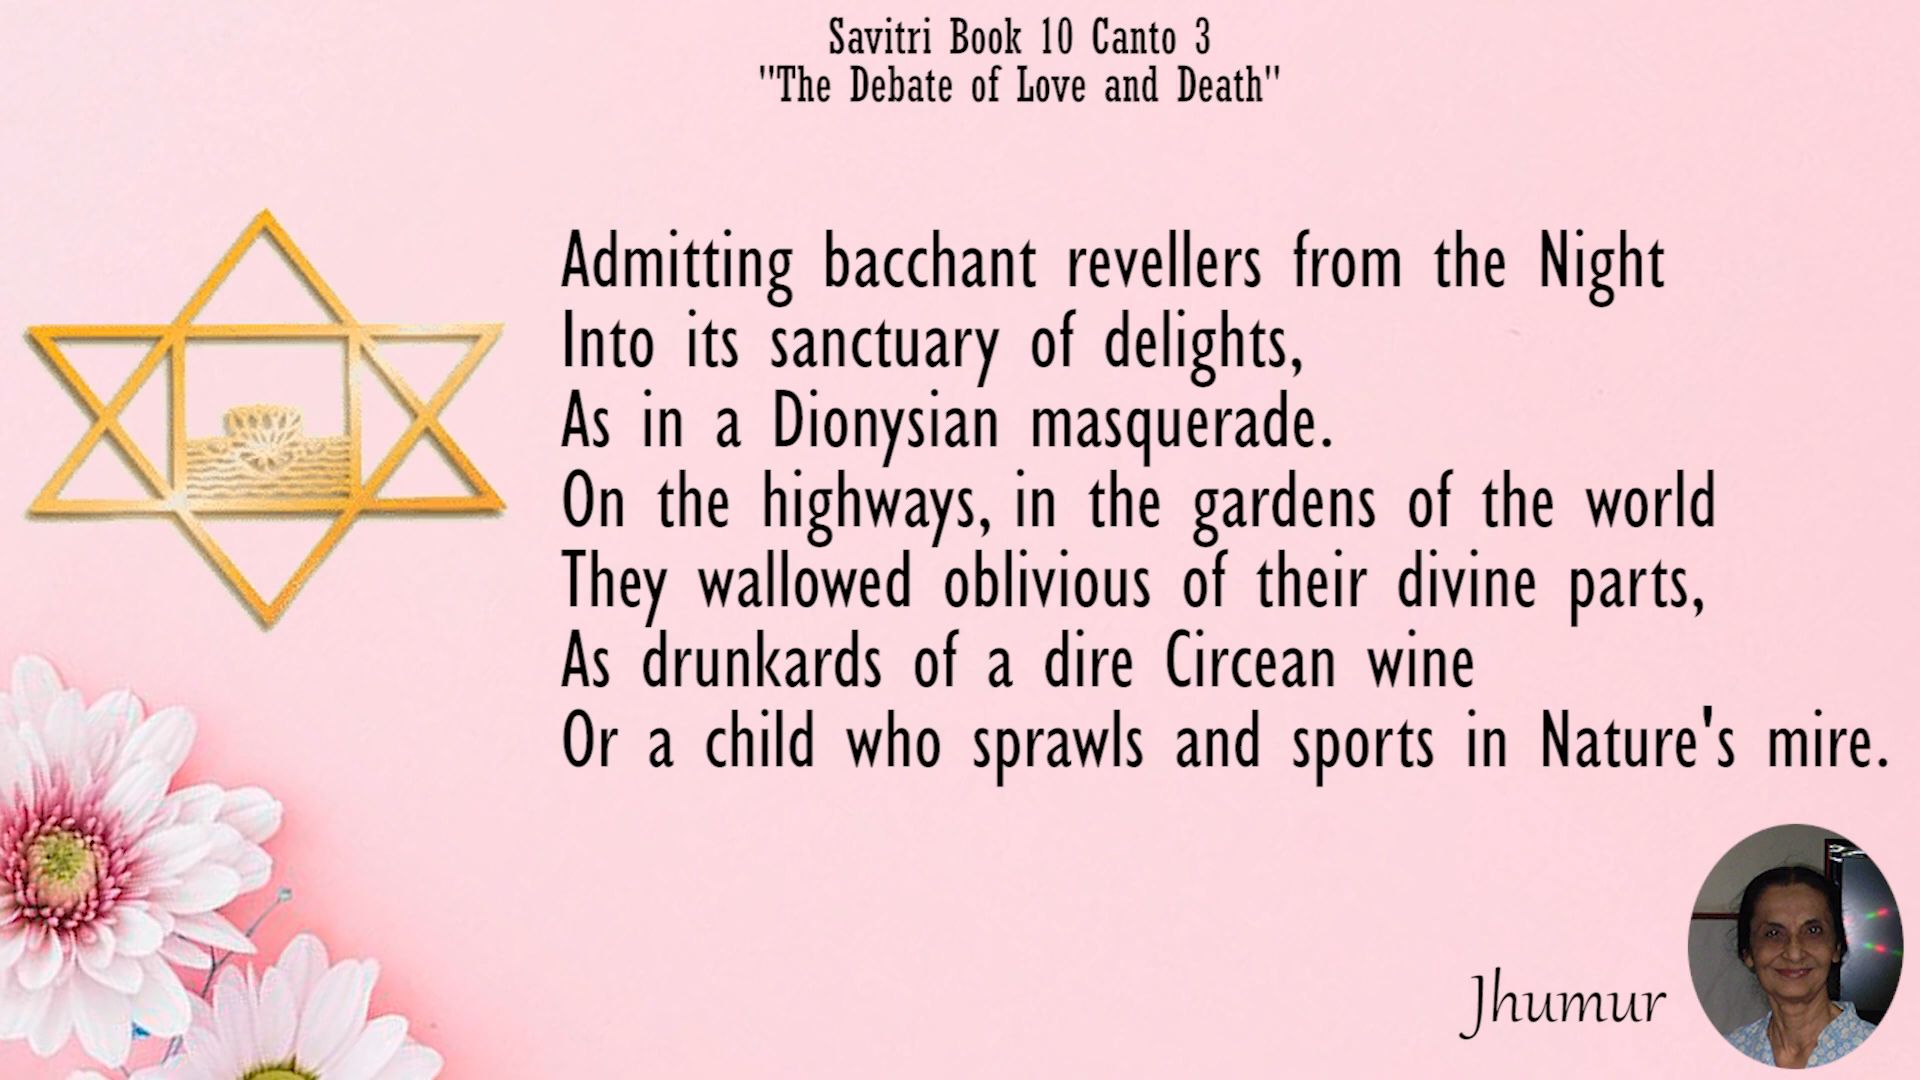 Savitri Book 10 Canto 3
"The Debate of Love and Death"
Admitting bacchant revellers from the Night
Into its sanctuary of delights,
As in a Dionysian masquerade.
On the highways, in the gardens of the world
They wallowed oblivious of their divine parts,
As drunkards of a dire Circean wine
Or a child who sprawls and sports in Nature's mire.
Jhumur